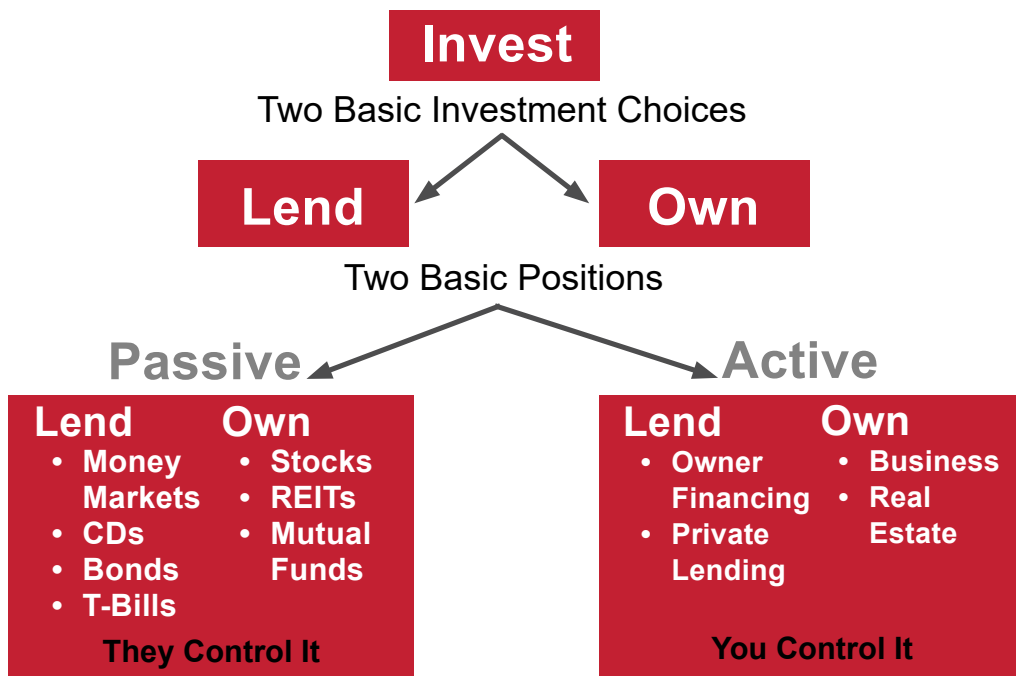 Invest
Two Basic Investment Choices
Lend
Own
Two Basic Positions
Passive
Active
Lend
• Money
Markets
• CDs
• Bonds
• T-Bills
Own
• Stocks
• REITs
• Mutual
Funds
They Control It
Lend
• Owner
Financing
• Private
Lending
Own
• Business
• Real
Estate
You Control It